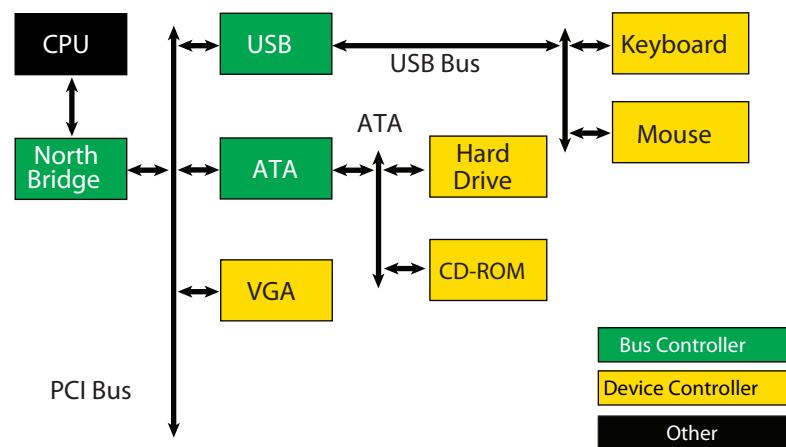 CPU
USB
USB Bus
Keyboard
Mouse
North
Bridge
ATA
ATA
Hard
Drive
VGA
CD-ROM
PCI Bus
Bus Controller
Device Controller
Other